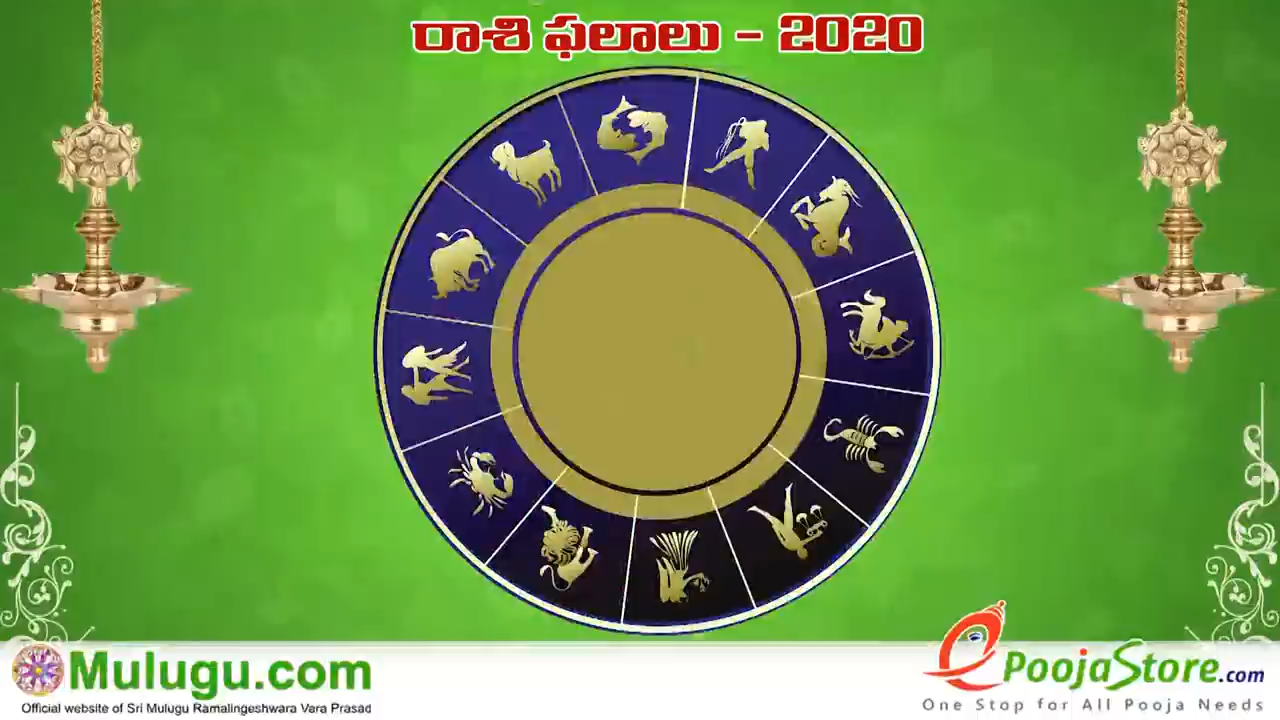 రాశి ఫలాలు - 2020
Mulugu.com
Official website of Sri Mulugu Ramalingeshwara Vara Prasad
ePoojaStore.com
One Stop for All Pooja Needs